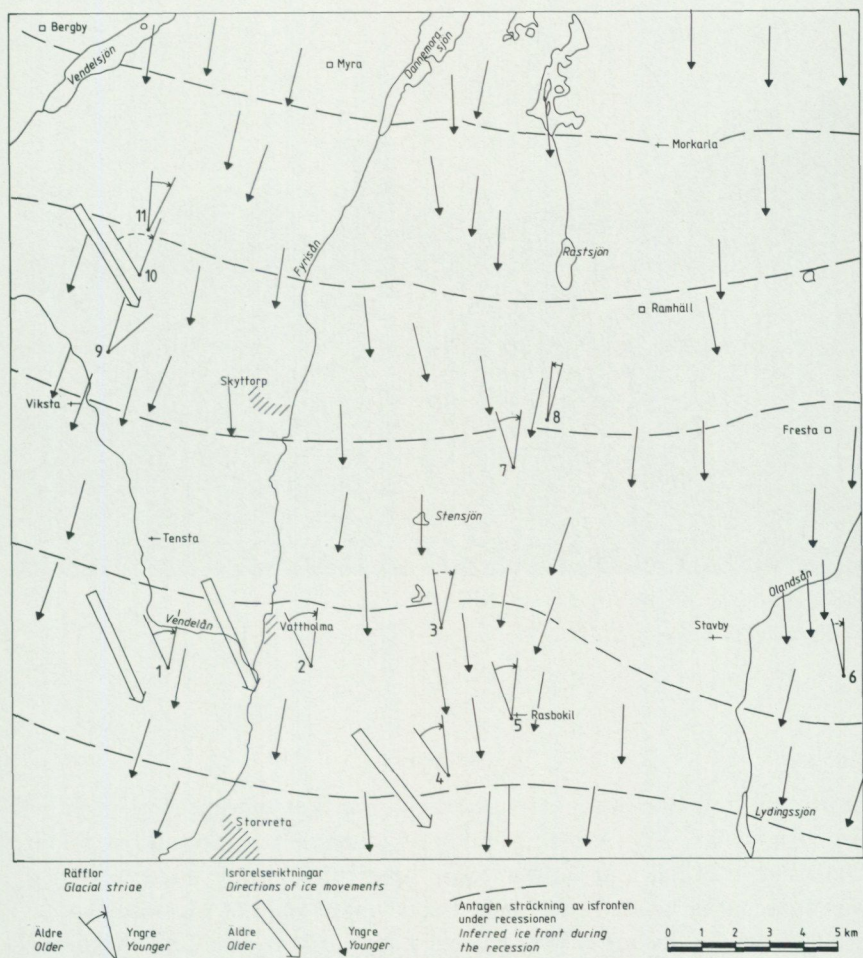 Bergby
Vendelsjön
Myra
Dannemora-
sjön
Morkarla
11
10
Fyrisån
Rastsjön
a
Ramhäll
9
Skyttorp
Viksta
8
Fresta
7
Stensjön
Tensta
Olandsån
3
Vendelån
Vattholma
Stavby
1
2
6
5
Rasbokil
4
Storvreta
Lydingssjön
Räfflor
Glacial striae
Äldre
Older
Yngre
Younger
Isrörelseriktningar
Directions of ice movements
Äldre
Older
Yngre
Younger
Antagen sträckning av isfronten
under recessionen
Inferred ice front during
the recession
0 1 2 3 4 5 km